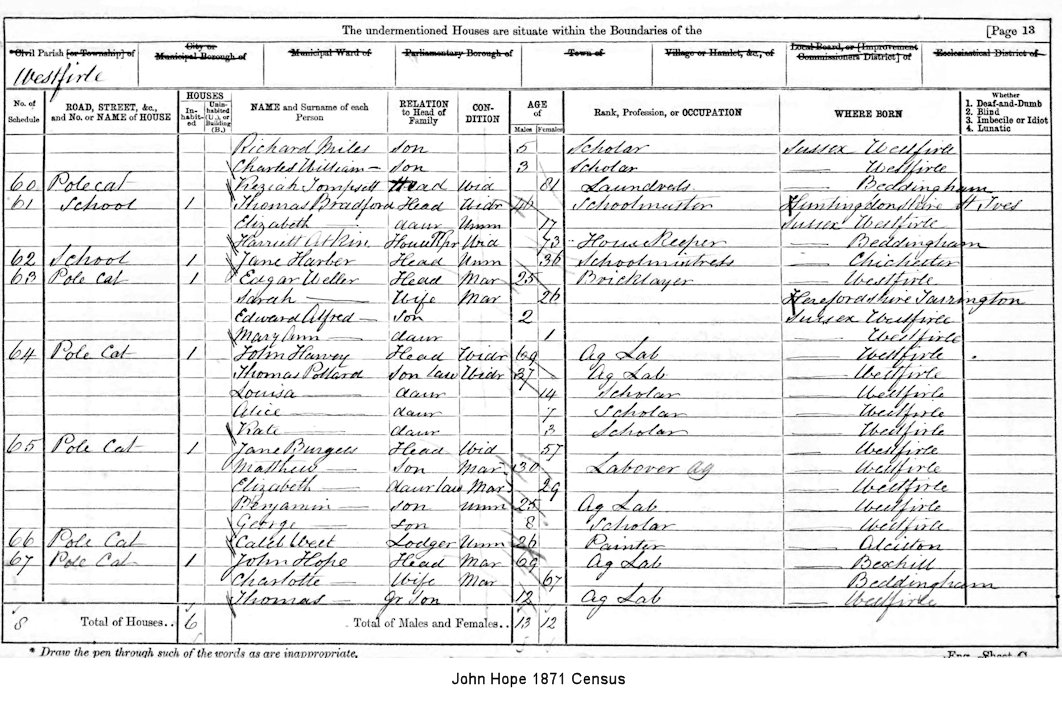 The undermentioned Houses are situate within the Boundaries of the [Page 13
*Civil Parish [or Township] of City or Municipal Borough of Municipal Ward of Parliamentary Borough of Town of Village or Hamlet, &c., of Local Board, or [Improvement Commissioners District] of Ecclesiastical District of
Westfirle
No. of Schedule ROAD, STREET, &c., and No. or NAME of HOUSE HOUSES Inhabited Uninhabited (U.), or Building (B.) NAME and Surname of each Person RELATION to Head of Family CONDITION AGE of Males Females Rank, Profession, or OCCUPATION WHERE BORN Whether 1. Deaf-and-Dumb 2. Blind 3. Imbecile or Idiot 4. Lunatic
Richard Miles son 5 Scholar Sussex Westfirle
Charles William — son 3 Scholar — Westfirle
60 Polecat Keziah Tompsett Head Wid 81 Laundress — Beddingham
61 School 1 Thomas Bradford Head Widr 46 Schoolmaster Huntingdonshire St Ives
Elizabeth daur Unm 17 Sussex Westfirle
Harriett Atkin House Kpr Wid 73 House Keeper — Beddingham
62 School 1 Jane Harber Head Unm 36 Schoolmistress — Chichester
63 Pole Cat 1 Edgar Weller Head Mar 25 Bricklayer — Westfirle
Sarah — Wife Mar 26 Herefordshire Tarrington
Edward Alfred — son 2 Sussex Westfirle
Mary Ann — daur 1 — Westfirle
64 Pole Cat 1 John Harvey Head Widr 69 Ag Lab — Westfirle
Thomas Pollard son law Widr 37 Ag Lab — Westfirle
Louisa — daur 14 Scholar — Westfirle
Alice — daur 7 Scholar — Westfirle
Kate — daur 3 Scholar — Westfirle
65 Pole Cat 1 Jane Burgess Head Wid 57 — Westfirle
Matthew — son Mar 30 Labever Ag — Westfirle
Elizabeth — daur law Mar 29 — Westfirle
Benjamin — son unm 25 Ag Lab — Westfirle
George — son 8 Scholar — Westfirle
66 Pole Cat Caleb West Lodger Unm 26 Painter — Alciston
67 Pole Cat 1 John Hope Head Mar 69 Ag Lab — Bexhill
Charlotte — Wife Mar 67 — Beddingham
Thomas — Gr Son 12 Ag Lab — Westfirle
8 Total of Houses.. 6 Total of Males and Females.. 13 12
* Draw the pen through such of the words as are inappropriate.
John Hope 1871 Census